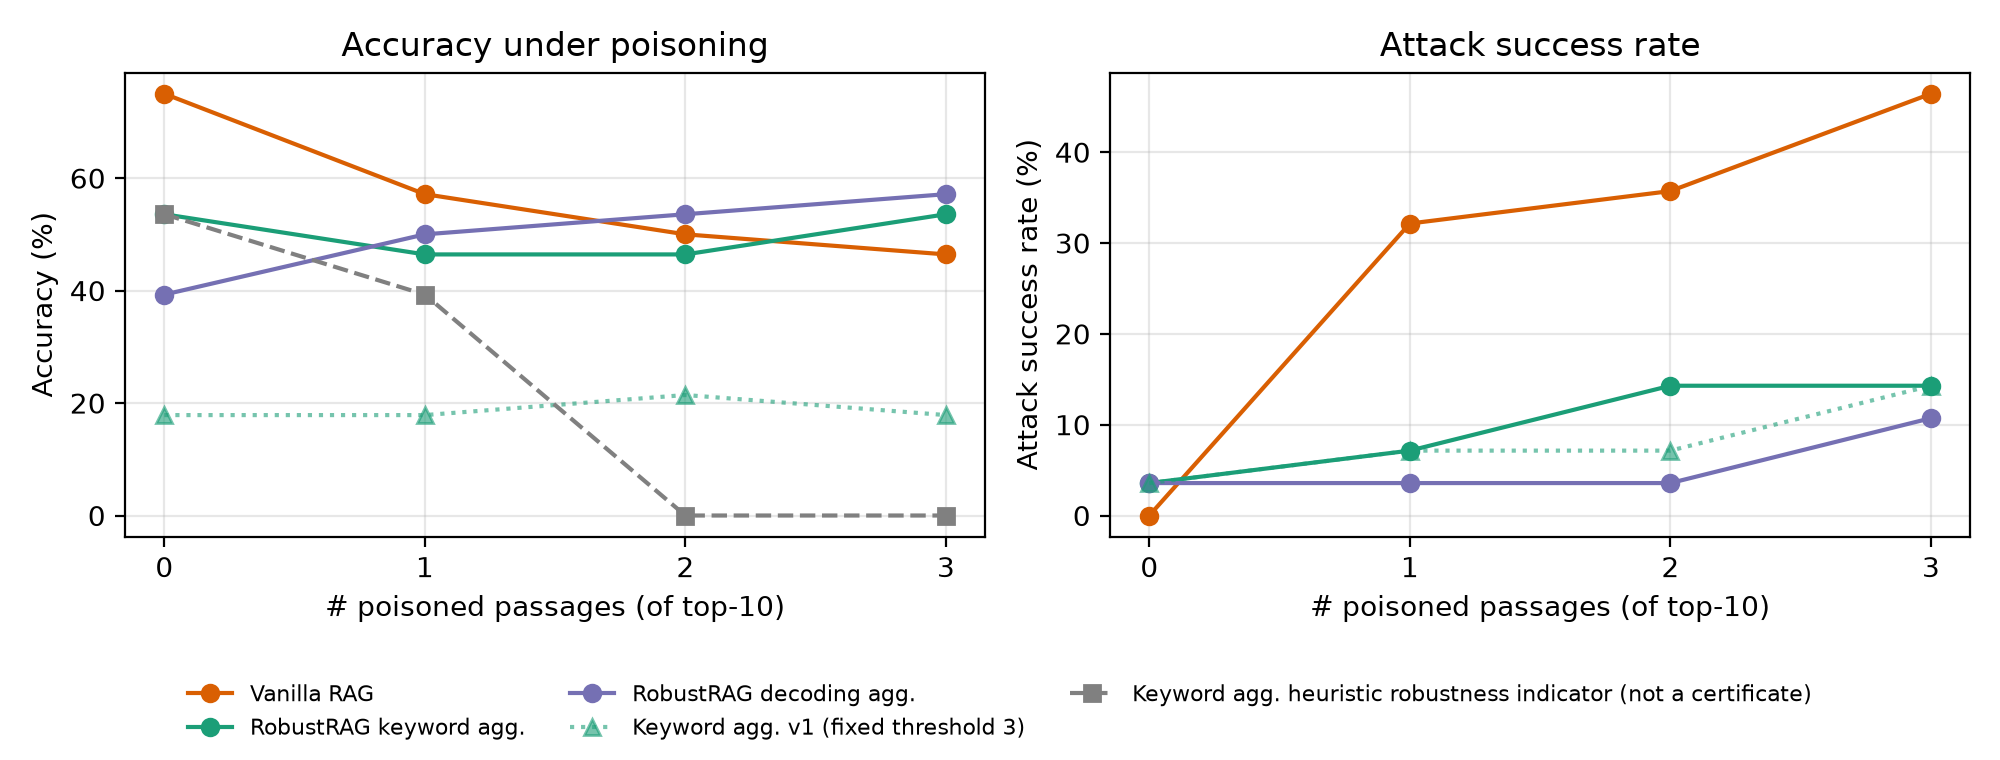 Accuracy under poisoning
Accuracy (%)
60
40
20
0
0 1 2 3
# poisoned passages (of top-10)
Attack success rate
Attack success rate (%)
40
30
20
10
0
0 1 2 3
# poisoned passages (of top-10)
Vanilla RAG
RobustRAG keyword agg.
RobustRAG decoding agg.
Keyword agg. v1 (fixed threshold 3)
Keyword agg. heuristic robustness indicator (not a certificate)